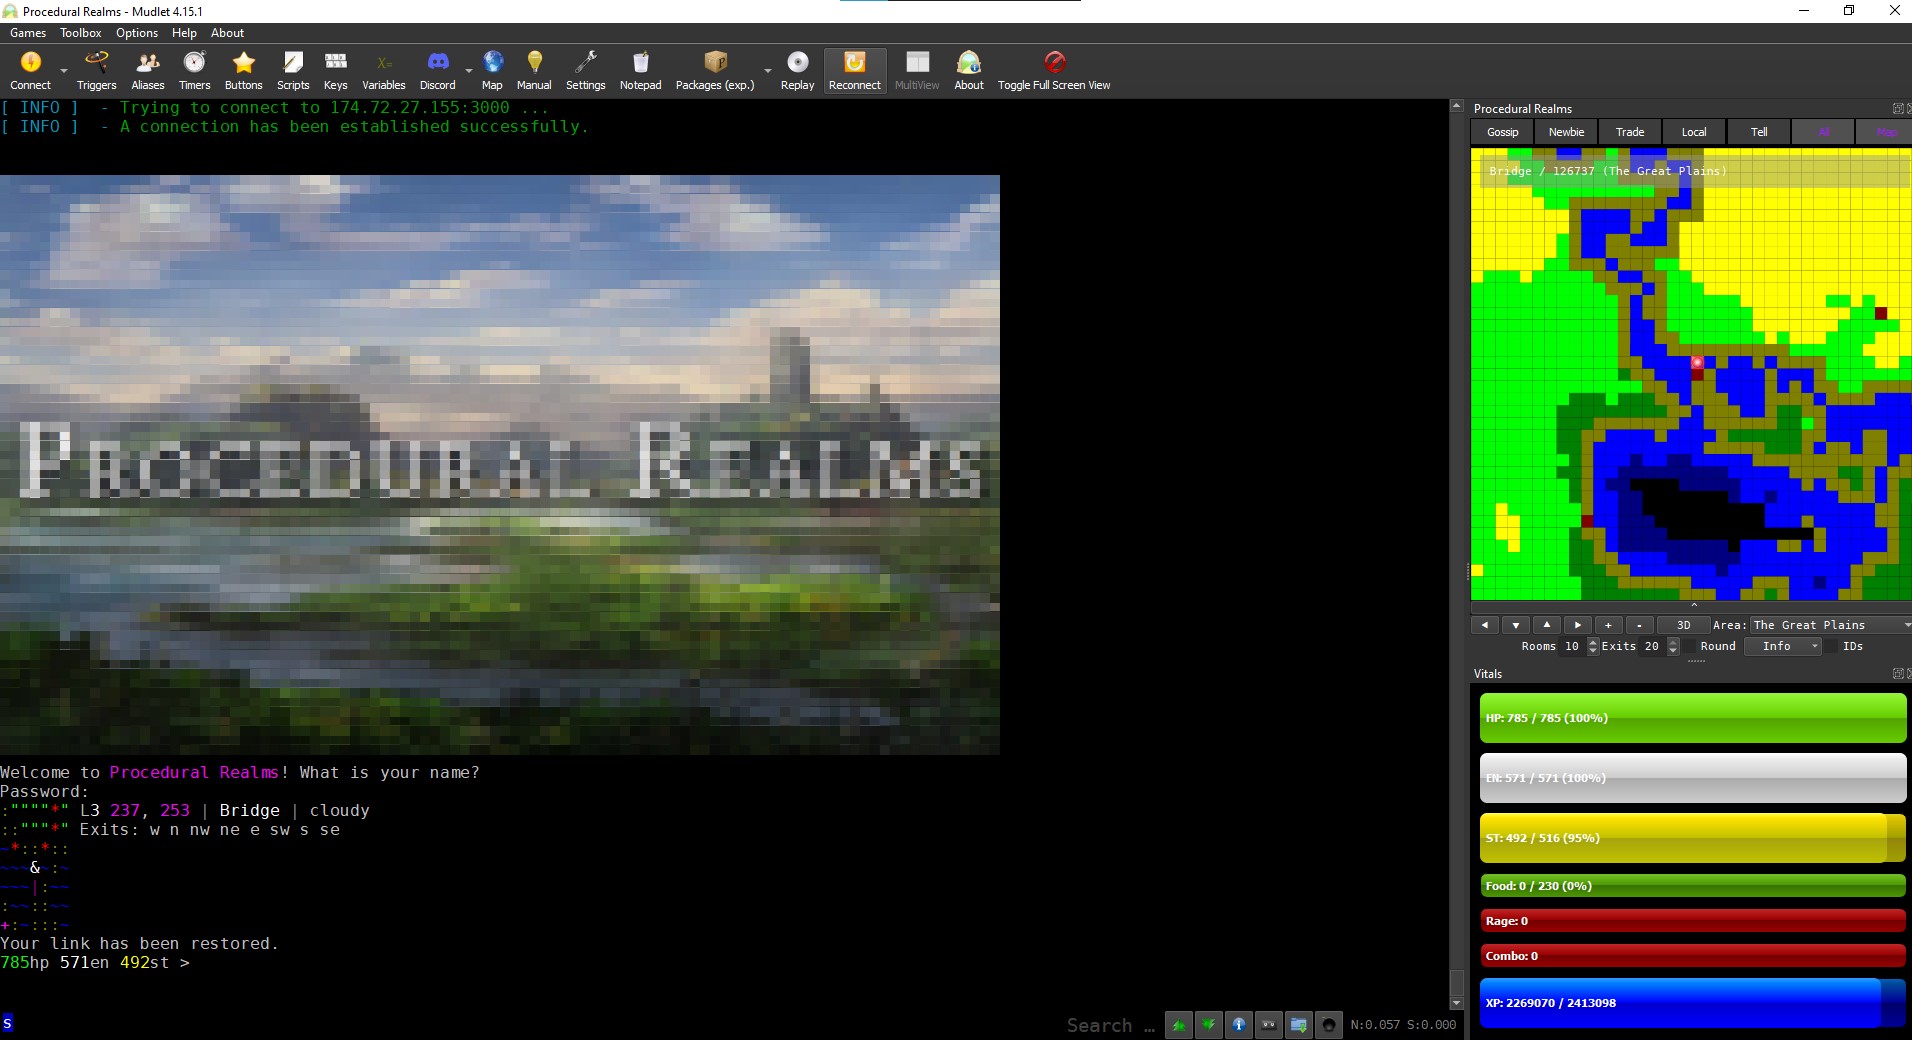 Procedural Realms - Mudlet 4.15.1
Games Toolbox Options Help About
Connect Triggers Aliases Timers Buttons Scripts Keys Variables Discord Map Manual Settings Notepad Packages (exp.) Replay Reconnect MultiView About Toggle Full Screen View
[ INFO ]  - Trying to connect to 174.72.27.155:3000 ...
[ INFO ]  - A connection has been established successfully.
PROCEDURAL REALMS
Welcome to Procedural Realms! What is your name?
Password:
:""""*" L3 237, 253 | Bridge | cloudy
::"""*" Exits: w n nw ne e sw s se
~*::*::
~~~&~:~
~~~|:~~
:~~::~~
+:~:::~
Your link has been restored.
785hp 571en 492st >
s
Search ...
N:0.057 S:0.000
Procedural Realms
Gossip Newbie Trade Local Tell All Map
Bridge / 126737 (The Great Plains)
^
+ - 3D Area: The Great Plains
Rooms 10 Exits 20 Round Info IDs
Vitals
HP: 785 / 785 (100%)
EN: 571 / 571 (100%)
ST: 492 / 516 (95%)
Food: 0 / 230 (0%)
Rage: 0
Combo: 0
XP: 2269070 / 2413098